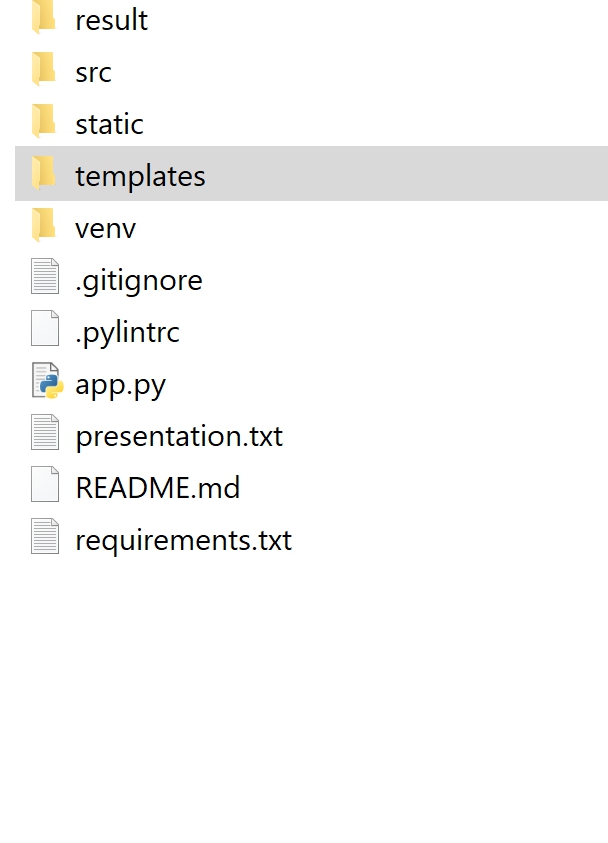 result
src
static
templates
venv
.gitignore
.pylintrc
app.py
presentation.txt
README.md
requirements.txt